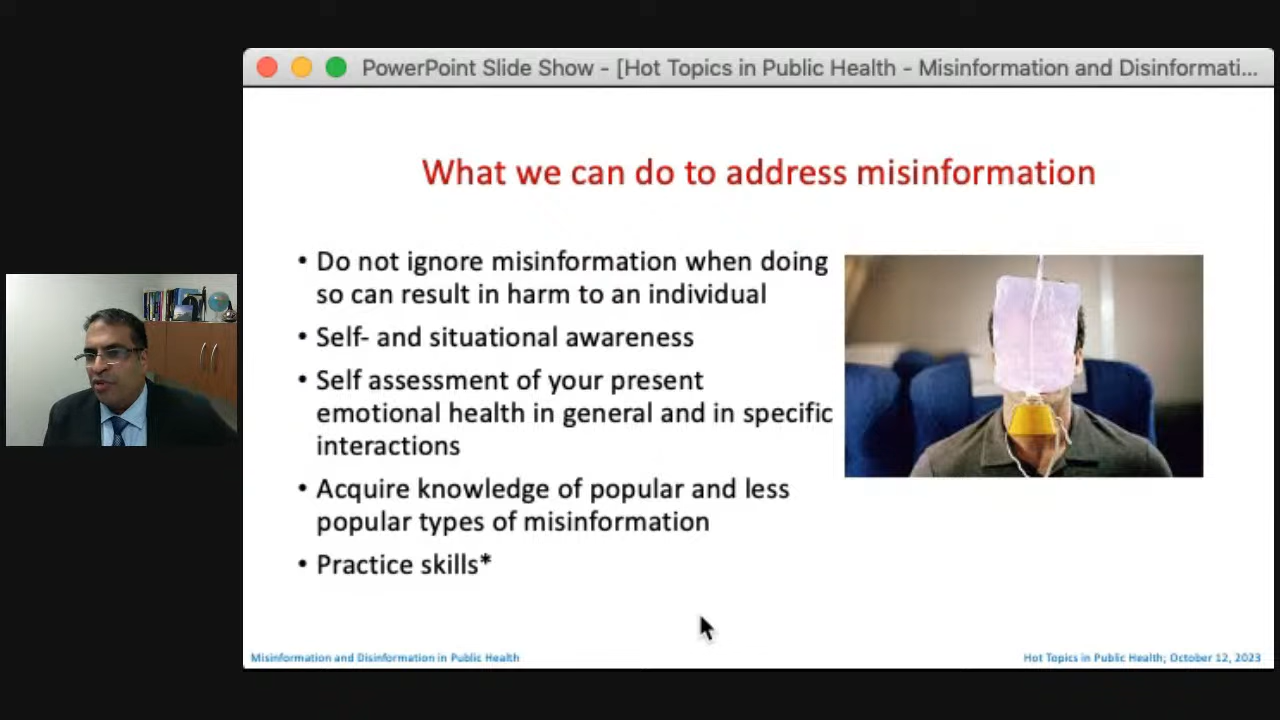 PowerPoint Slide Show - [Hot Topics in Public Health - Misinformation and Disinformati...
What we can do to address misinformation
• Do not ignore misinformation when doing
so can result in harm to an individual
• Self- and situational awareness
• Self assessment of your present
emotional health in general and in specific
interactions
• Acquire knowledge of popular and less
popular types of misinformation
• Practice skills*
Misinformation and Disinformation in Public Health
Hot Topics in Public Health; October 12, 2023